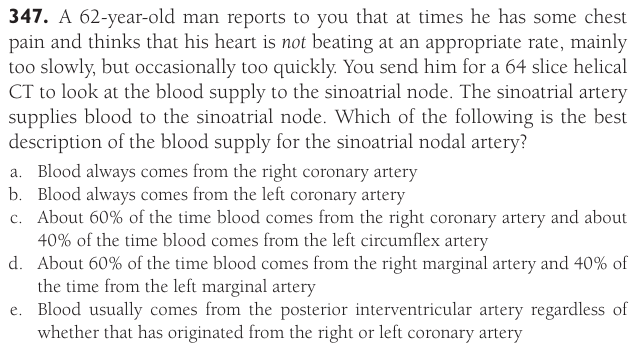 347. A 62-year-old man reports to you that at times he has some chest
pain and thinks that his heart is not beating at an appropriate rate, mainly
too slowly, but occasionally too quickly. You send him for a 64 slice helical
CT to look at the blood supply to the sinoatrial node. The sinoatrial artery
supplies blood to the sinoatrial node. Which of the following is the best
description of the blood supply for the sinoatrial nodal artery?
a. Blood always comes from the right coronary artery
b. Blood always comes from the left coronary artery
c. About 60% of the time blood comes from the right coronary artery and about
40% of the time blood comes from the left circumflex artery
d. About 60% of the time blood comes from the right marginal artery and 40% of
the time from the left marginal artery
e. Blood usually comes from the posterior interventricular artery regardless of
whether that has originated from the right or left coronary artery